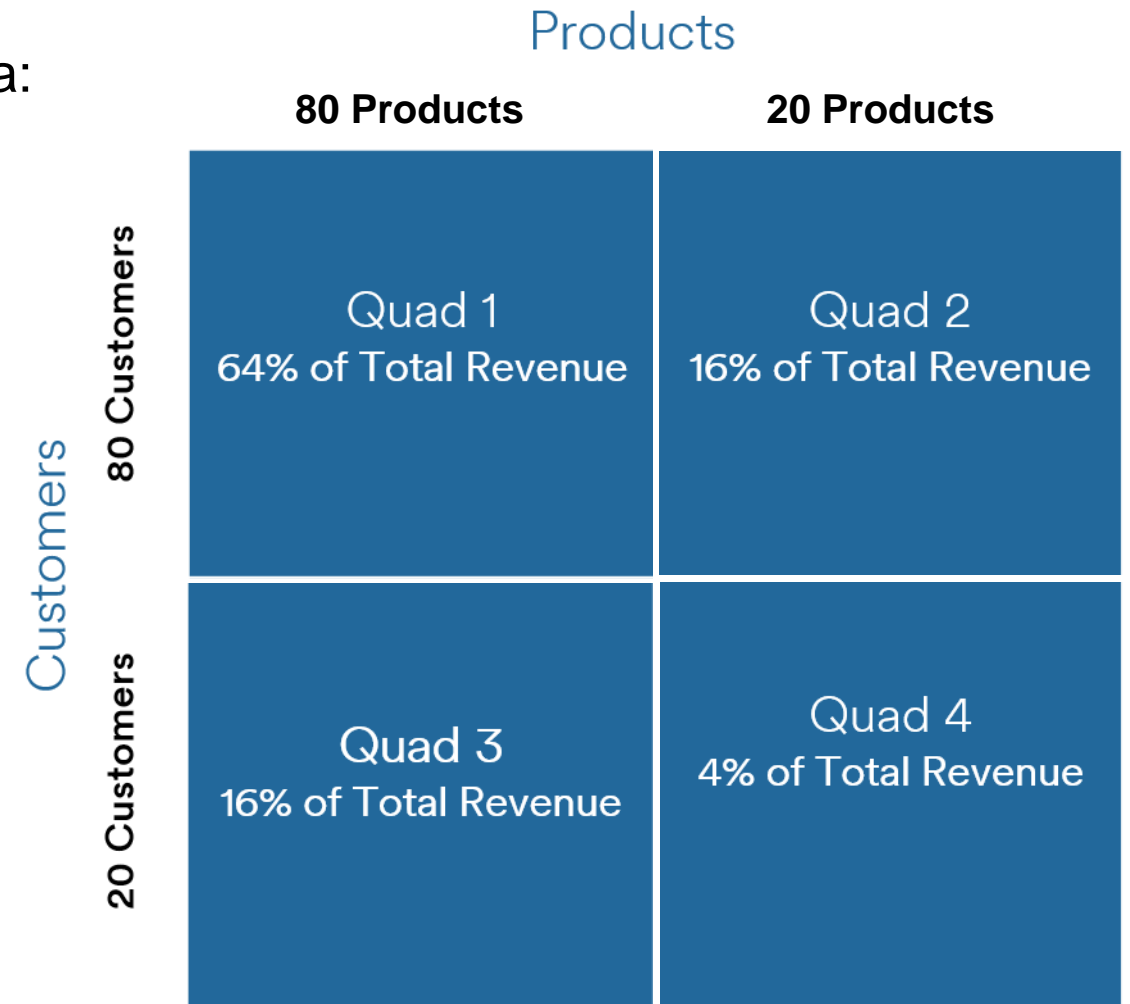 Products
a:
80 Products
20 Products
Customers
80 Customers
Quad 1
64% of Total Revenue
Quad 2
16% of Total Revenue
20 Customers
Quad 3
16% of Total Revenue
Quad 4
4% of Total Revenue